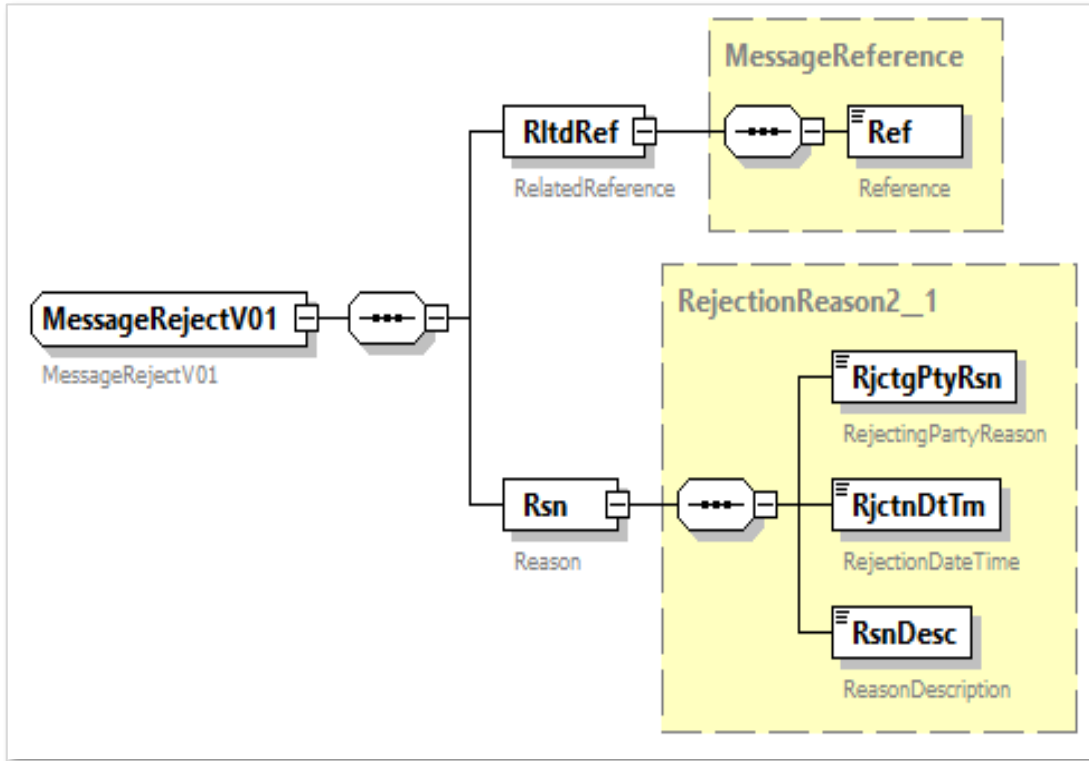 MessageReference
RltdRef
Ref
RelatedReference
Reference
RejectionReason2__1
MessageRejectV01
MessageRejectV01
RjctgPtyRsn
RejectingPartyReason
Rsn
RjctnDtTm
Reason
RejectionDateTime
RsnDesc
ReasonDescription